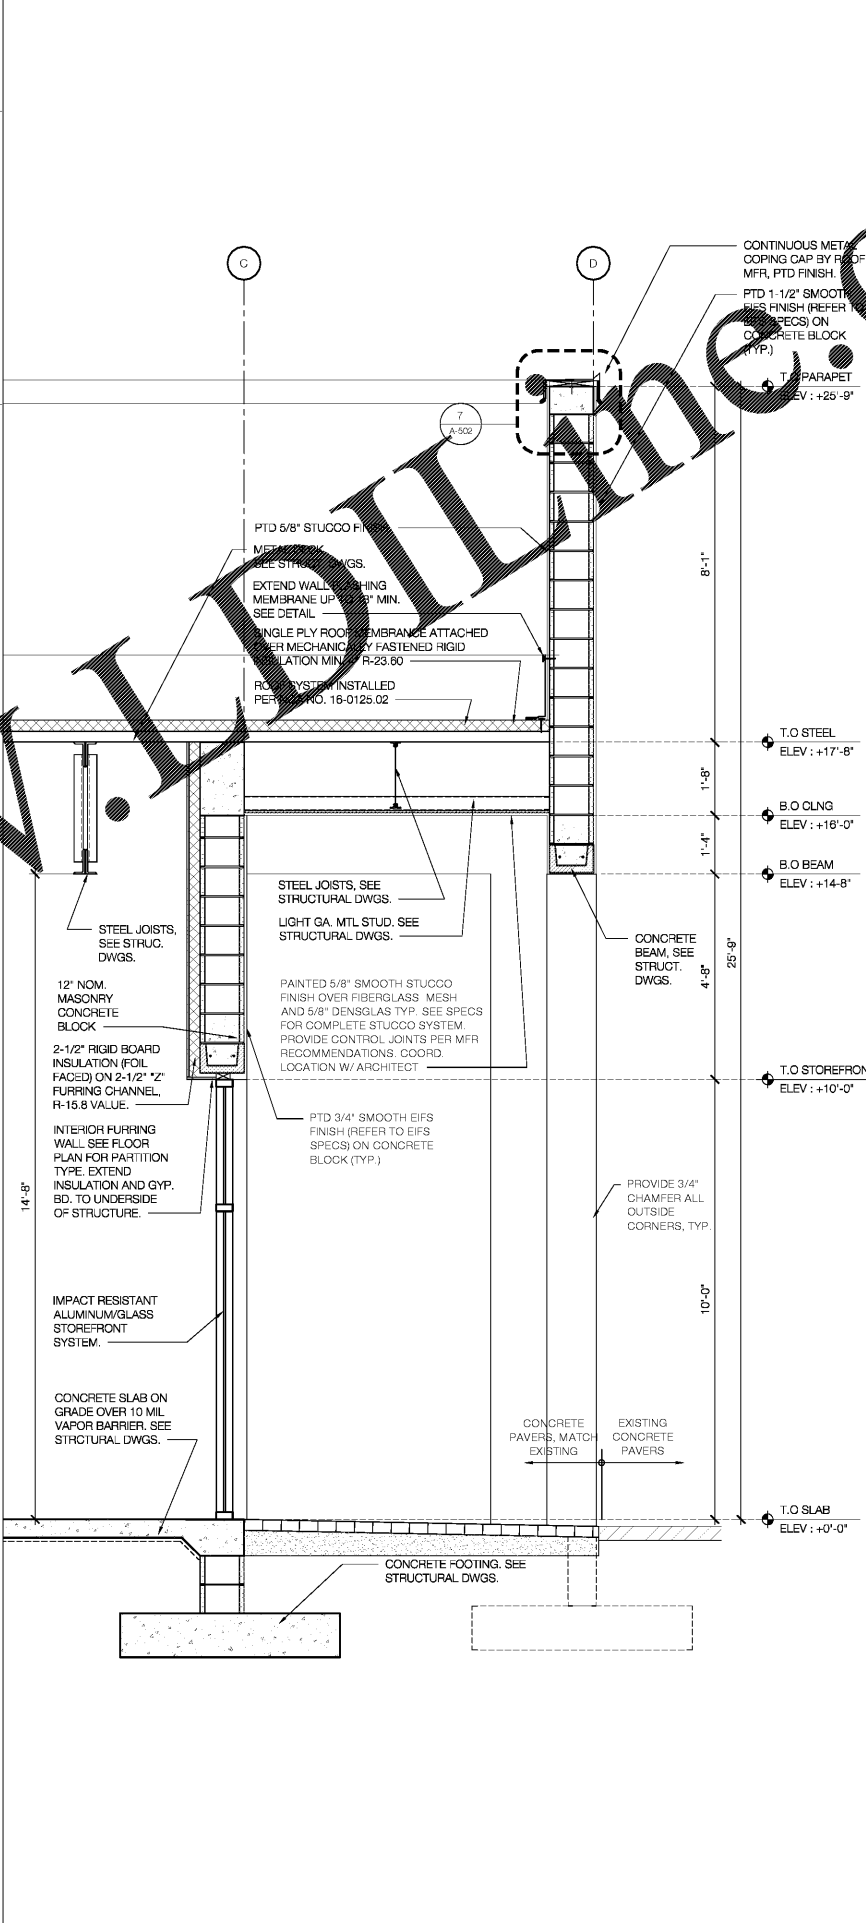 C
D
CONTINUOUS METAL
COPING CAP BY ROOF
MFR, PTD FINISH.
PTD 1-1/2" SMOOTH
EIFS FINISH (REFER TO
EIFS SPECS) ON
CONCRETE BLOCK
(TYP.)
T.O PARAPET
ELEV : +25'-9"
7
A-502
PTD 5/8" STUCCO FINISH
METAL DECK
SEE STRUCT. DWGS.
EXTEND WALL FLASHING
MEMBRANE UP TO 18" MIN.
SEE DETAIL
SINGLE PLY ROOF MEMBRANCE ATTACHED
OVER MECHANICALLY FASTENED RIGID
INSULATION MIN. R-23.60
ROOF SYSTEM INSTALLED
PER NOA NO. 16-0125.02
8'-1"
T.O STEEL
ELEV : +17'-8"
1'-8"
B.O CLNG
ELEV : +16'-0"
1'-4"
B.O BEAM
ELEV : +14-8"
STEEL JOISTS, SEE
STRUCTURAL DWGS.
LIGHT GA. MTL STUD. SEE
STRUCTURAL DWGS.
STEEL JOISTS,
SEE STRUC.
DWGS.
CONCRETE
BEAM, SEE
STRUCT.
DWGS.
4'-8"
25'-9"
12" NOM.
MASONRY
CONCRETE
BLOCK
PAINTED 5/8" SMOOTH STUCCO
FINISH OVER FIBERGLASS MESH
AND 5/8" DENSGLAS TYP. SEE SPECS
FOR COMPLETE STUCCO SYSTEM.
PROVIDE CONTROL JOINTS PER MFR
RECOMMENDATIONS. COORD.
LOCATION W/ ARCHITECT
2-1/2" RIGID BOARD
INSULATION (FOIL
FACED) ON 2-1/2" "Z"
FURRING CHANNEL,
R-15.8 VALUE.
T.O STOREFRON
ELEV : +10'-0"
PTD 3/4" SMOOTH EIFS
FINISH (REFER TO EIFS
SPECS) ON CONCRETE
BLOCK (TYP.)
INTERIOR FURRING
WALL SEE FLOOR
PLAN FOR PARTITION
TYPE. EXTEND
INSULATION AND GYP.
BD. TO UNDERSIDE
OF STRUCTURE.
14'-8"
PROVIDE 3/4"
CHAMFER ALL
OUTSIDE
CORNERS, TYP.
10'-0"
IMPACT RESISTANT
ALUMINUM/GLASS
STOREFRONT
SYSTEM.
CONCRETE SLAB ON
GRADE OVER 10 MIL
VAPOR BARRIER. SEE
STRCTURAL DWGS.
CONCRETE
PAVERS, MATCH
EXISTING
EXISTING
CONCRETE
PAVERS
T.O SLAB
ELEV : +0'-0"
CONCRETE FOOTING. SEE
STRUCTURAL DWGS.
.LDILine.c